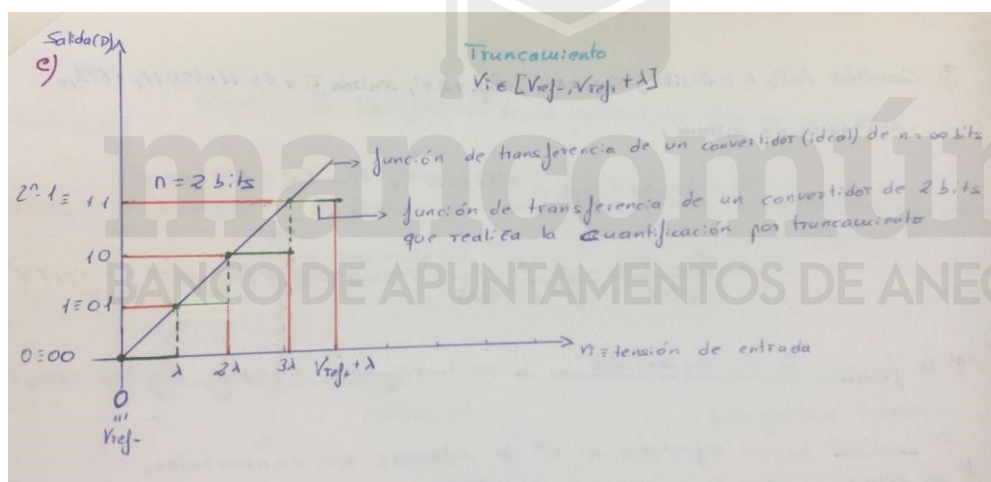 Salida(D)
c)
Truncamiento
Vi ∈ [Vref-, Vref+ + λ]
función de transferencia de un convertidor (ideal) de n=∞ bits
n = 2 bits
2ⁿ-1 ≡ 11
función de transferencia de un convertidor de 2 bits
que realiza la cuantificación por truncamiento
10
1≡01
0≡00
λ 2λ 3λ Vref+ + λ
Vi ≡ tensión de entrada
0
≡
Vref-
mancomún
BANCO DE APUNTAMENTOS DE ANEC